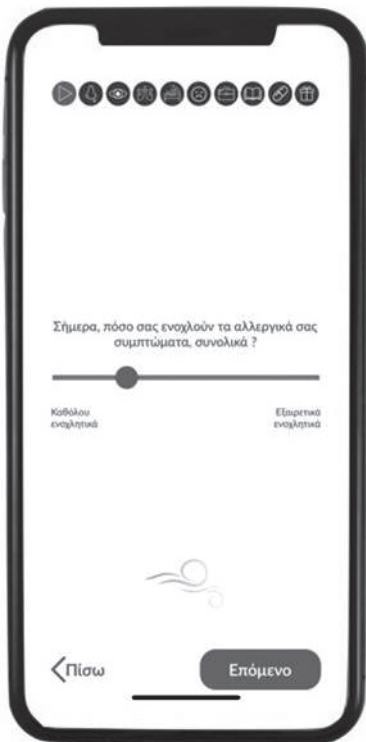 Σήμερα, πόσο σας ενοχλούν τα αλλεργικά σας
συμπτώματα, συνολικά ?
Καθόλου
ενοχλητικά
Εξαιρετικά
ενοχλητικά
Πίσω
Επόμενο